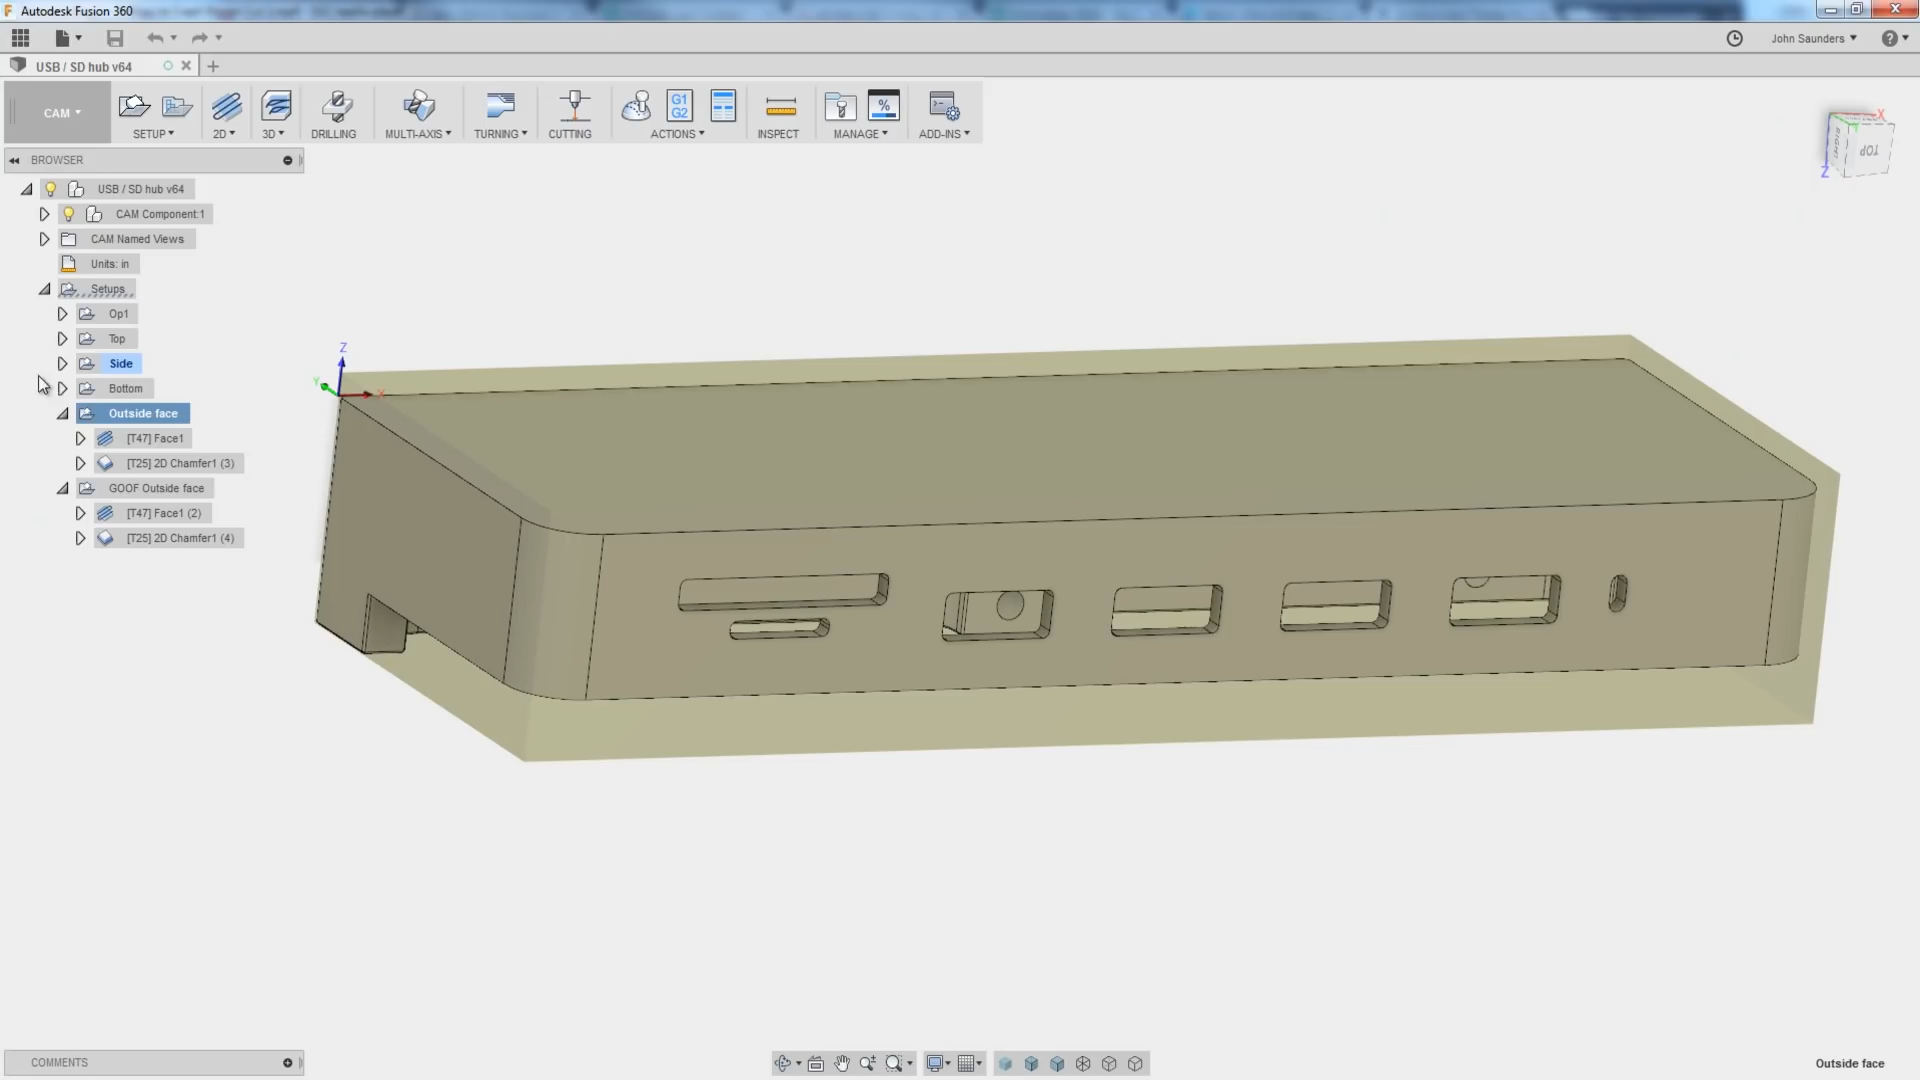 Autodesk Fusion 360
John Saunders
USB / SD hub v64
CAM
SETUP
2D
3D
DRILLING
MULTI-AXIS
TURNING
CUTTING
G1
G2
ACTIONS
INSPECT
%
MANAGE
ADD-INS
BROWSER
USB / SD hub v64
CAM Component:1
CAM Named Views
Units: in
Setups
Op1
Top
Side
Bottom
Outside face
[T47] Face1
[T25] 2D Chamfer1 (3)
GOOF Outside face
[T47] Face1 (2)
[T25] 2D Chamfer1 (4)
Z
Y
X
X
RIGHT
TOP
Z
COMMENTS
Outside face